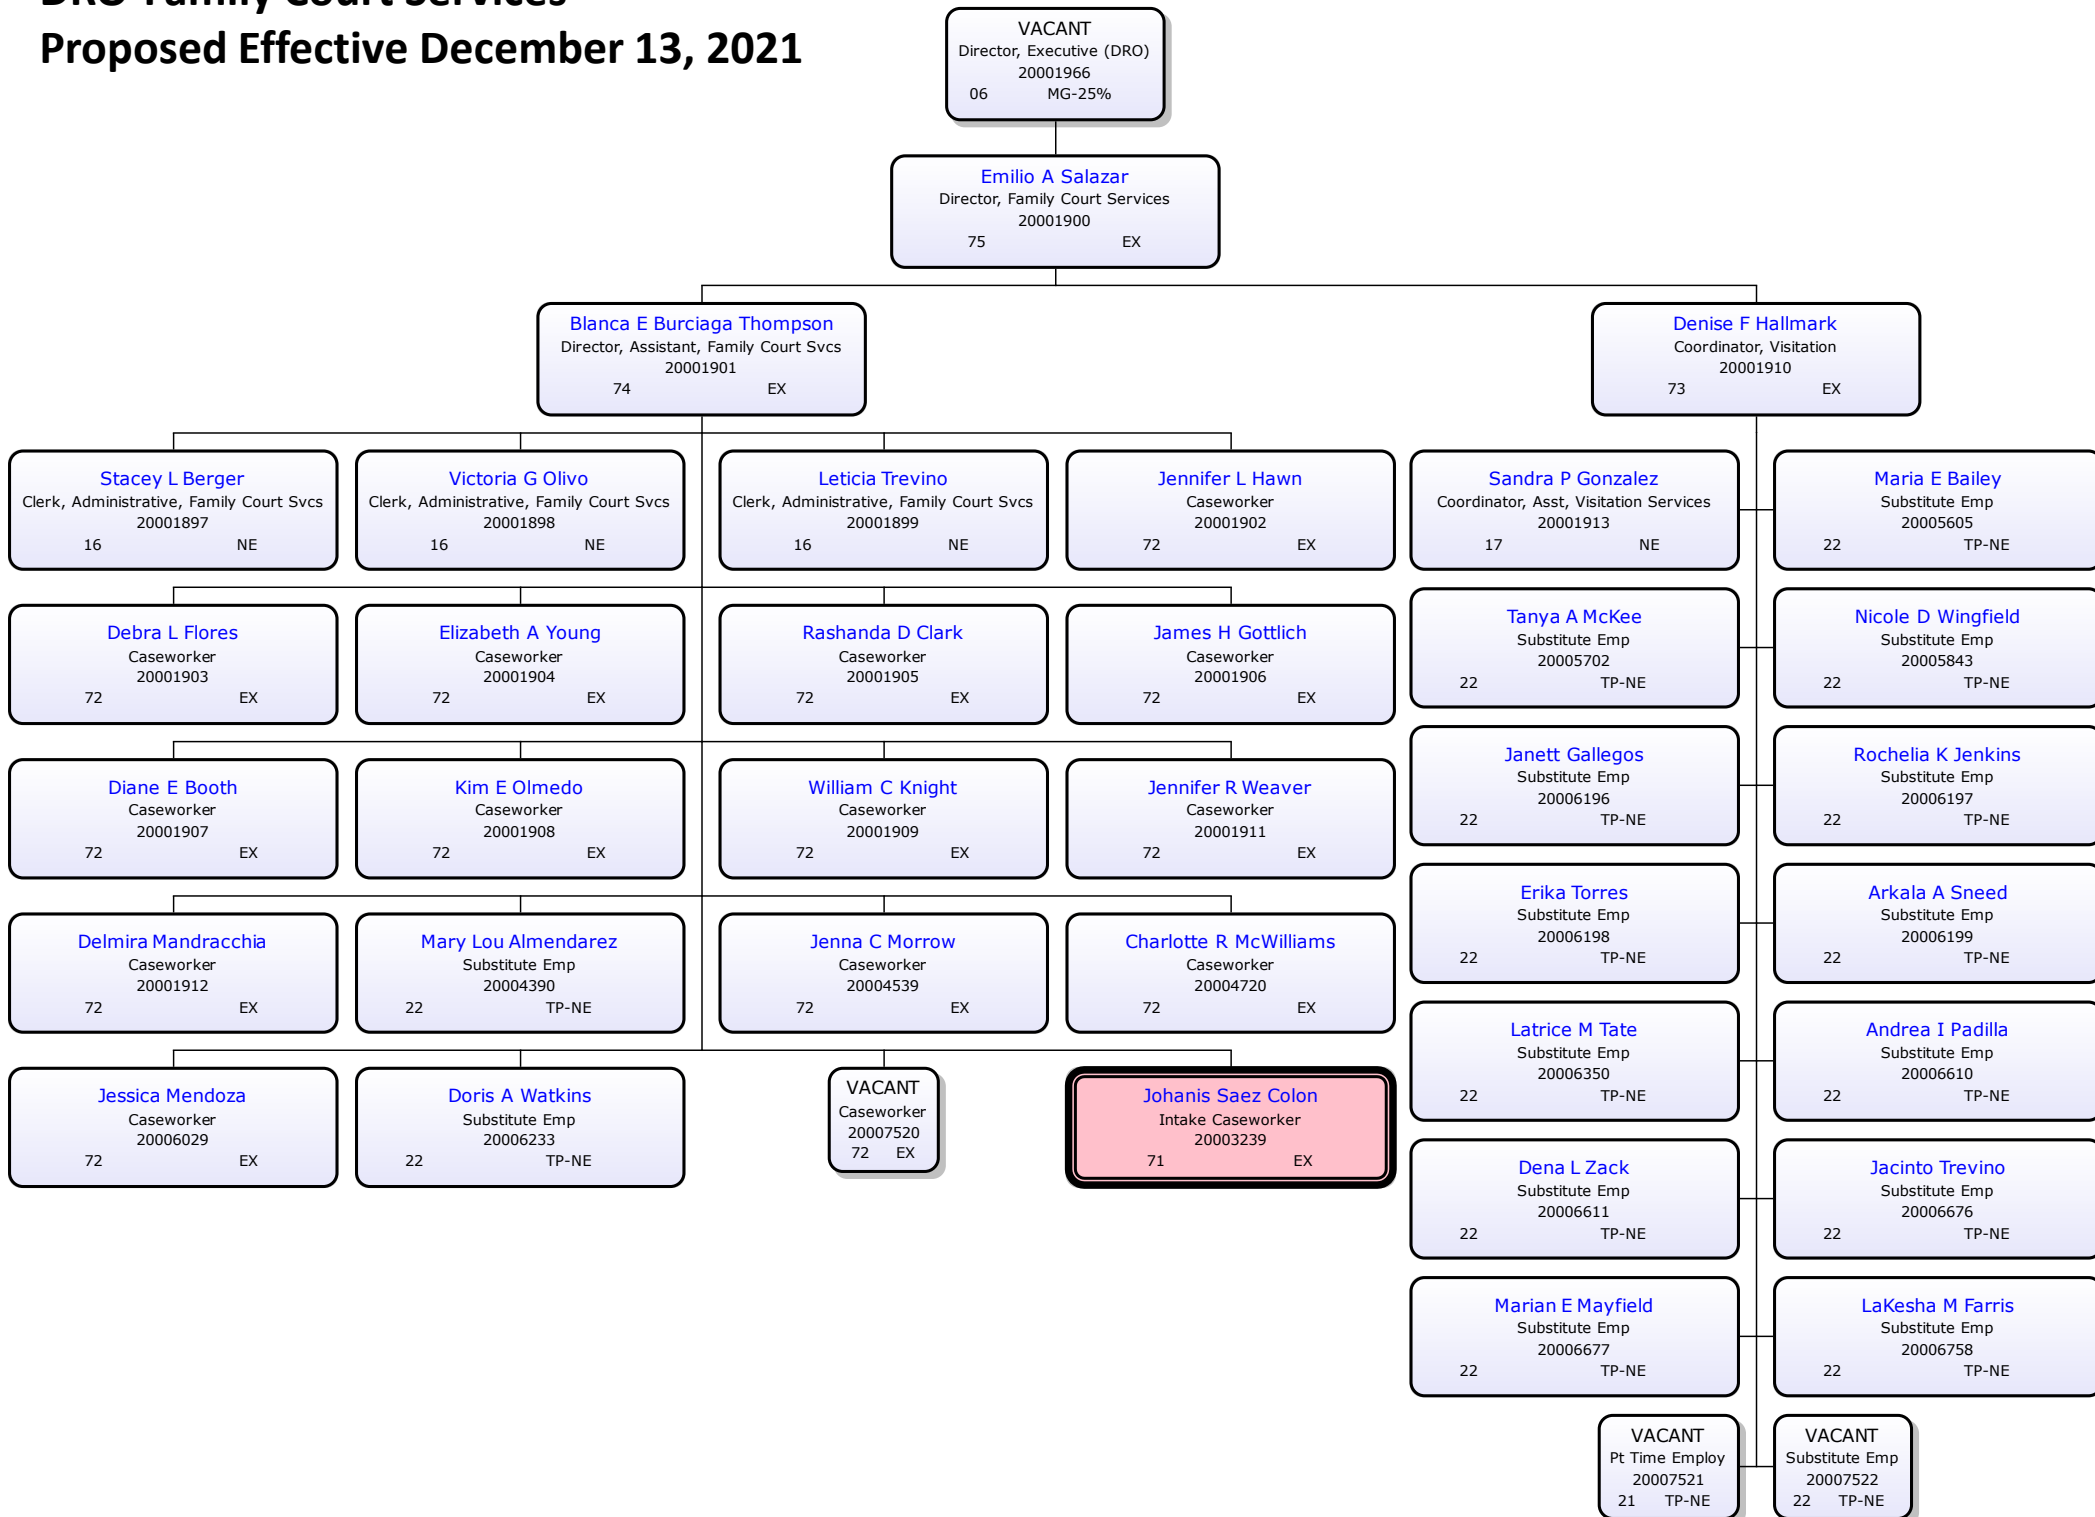 DRO Family Court Services
Proposed Effective December 13, 2021
VACANT
Director, Executive (DRO)
20001966
06 MG-25%
Emilio A Salazar
Director, Family Court Services
20001900
75 EX
Blanca E Burciaga Thompson
Director, Assistant, Family Court Svcs
20001901
74 EX
Denise F Hallmark
Coordinator, Visitation
20001910
73 EX
Stacey L Berger
Clerk, Administrative, Family Court Svcs
20001897
16 NE
Victoria G Olivo
Clerk, Administrative, Family Court Svcs
20001898
16 NE
Leticia Trevino
Clerk, Administrative, Family Court Svcs
20001899
16 NE
Jennifer L Hawn
Caseworker
20001902
72 EX
Debra L Flores
Caseworker
20001903
72 EX
Elizabeth A Young
Caseworker
20001904
72 EX
Rashanda D Clark
Caseworker
20001905
72 EX
James H Gottlich
Caseworker
20001906
72 EX
Diane E Booth
Caseworker
20001907
72 EX
Kim E Olmedo
Caseworker
20001908
72 EX
William C Knight
Caseworker
20001909
72 EX
Jennifer R Weaver
Caseworker
20001911
72 EX
Delmira Mandracchia
Caseworker
20001912
72 EX
Mary Lou Almendarez
Substitute Emp
20004390
22 TP-NE
Jenna C Morrow
Caseworker
20004539
72 EX
Charlotte R McWilliams
Caseworker
20004720
72 EX
Jessica Mendoza
Caseworker
20006029
72 EX
Doris A Watkins
Substitute Emp
20006233
22 TP-NE
VACANT
Caseworker
20007520
72 EX
Johanis Saez Colon
Intake Caseworker
20003239
71 EX
Sandra P Gonzalez
Coordinator, Asst, Visitation Services
20001913
17 NE
Maria E Bailey
Substitute Emp
20005605
22 TP-NE
Tanya A McKee
Substitute Emp
20005702
22 TP-NE
Nicole D Wingfield
Substitute Emp
20005843
22 TP-NE
Janett Gallegos
Substitute Emp
20006196
22 TP-NE
Rochelia K Jenkins
Substitute Emp
20006197
22 TP-NE
Erika Torres
Substitute Emp
20006198
22 TP-NE
Arkala A Sneed
Substitute Emp
20006199
22 TP-NE
Latrice M Tate
Substitute Emp
20006350
22 TP-NE
Andrea I Padilla
Substitute Emp
20006610
22 TP-NE
Dena L Zack
Substitute Emp
20006611
22 TP-NE
Jacinto Trevino
Substitute Emp
20006676
22 TP-NE
Marian E Mayfield
Substitute Emp
20006677
22 TP-NE
LaKesha M Farris
Substitute Emp
20006758
22 TP-NE
VACANT
Pt Time Employ
20007521
21 TP-NE
VACANT
Substitute Emp
20007522
22 TP-NE